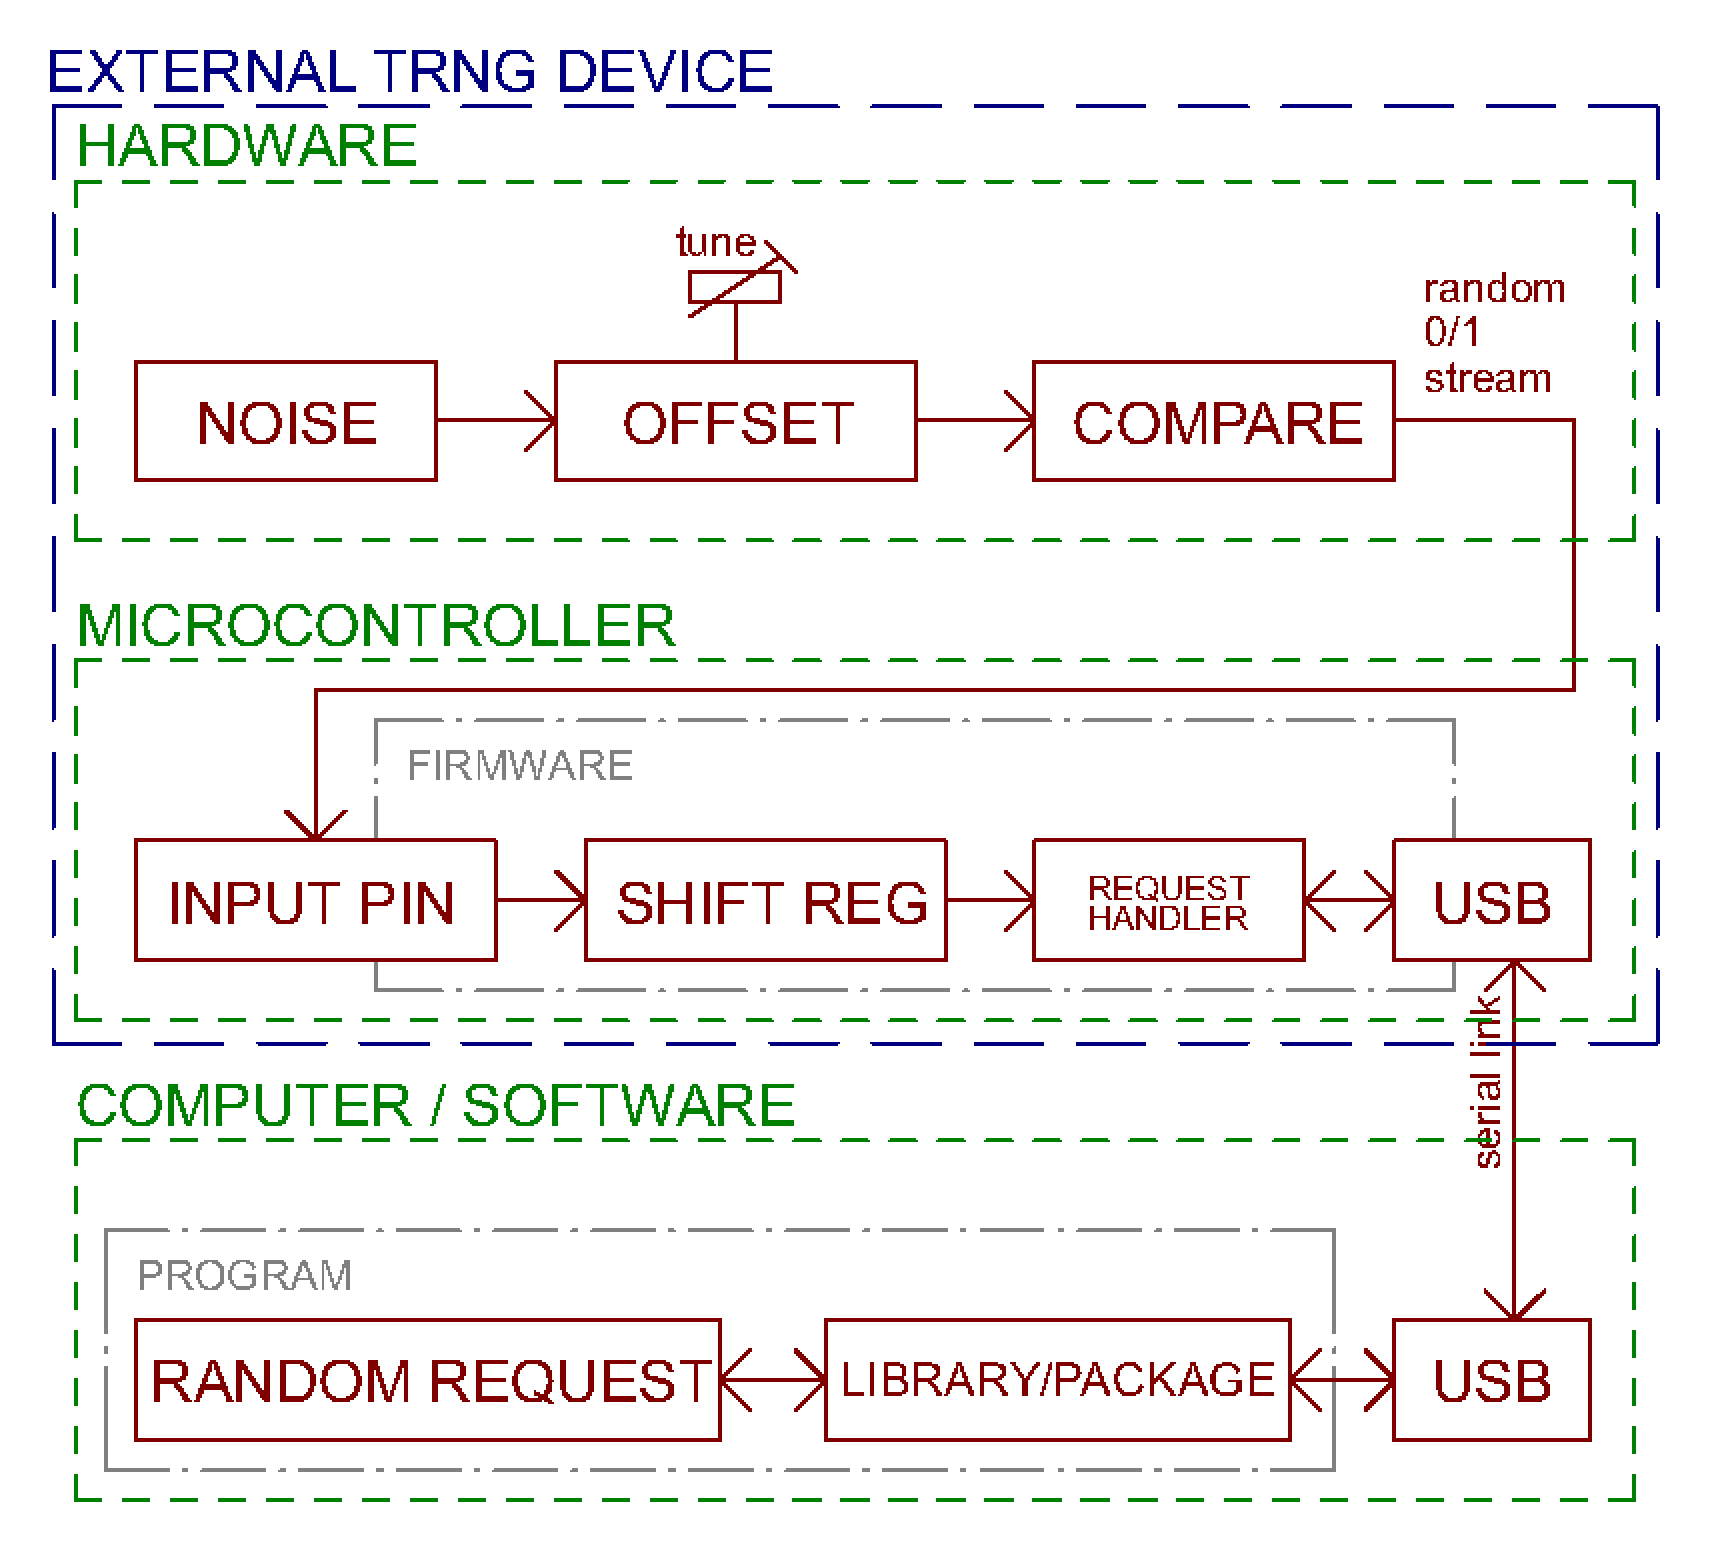 EXTERNAL TRNG DEVICE
HARDWARE
tune
random
0/1
stream
NOISE
OFFSET
COMPARE
MICROCONTROLLER
FIRMWARE
INPUT PIN
SHIFT REG
REQUEST
HANDLER
USB
serial link
COMPUTER / SOFTWARE
PROGRAM
RANDOM REQUEST
LIBRARY/PACKAGE
USB